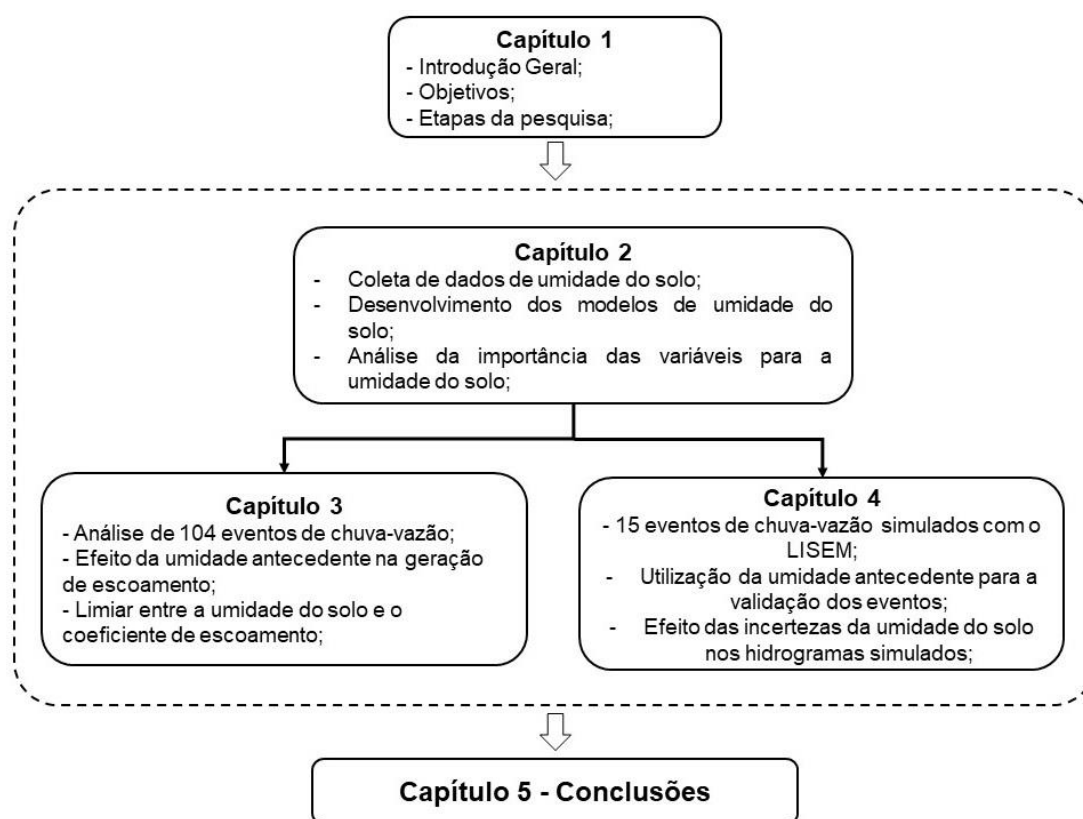 Capítulo 1
- Introdução Geral;
- Objetivos;
- Etapas da pesquisa;
Capítulo 2
- Coleta de dados de umidade do solo;
- Desenvolvimento dos modelos de umidade do
solo;
- Análise da importância das variáveis para a
umidade do solo;
Capítulo 3
- Análise de 104 eventos de chuva-vazão;
- Efeito da umidade antecedente na geração
de escoamento;
- Limiar entre a umidade do solo e o
coeficiente de escoamento;
Capítulo 4
- 15 eventos de chuva-vazão simulados com o
LISEM;
- Utilização da umidade antecedente para a
validação dos eventos;
- Efeito das incertezas da umidade do solo
nos hidrogramas simulados;
Capítulo 5 - Conclusões